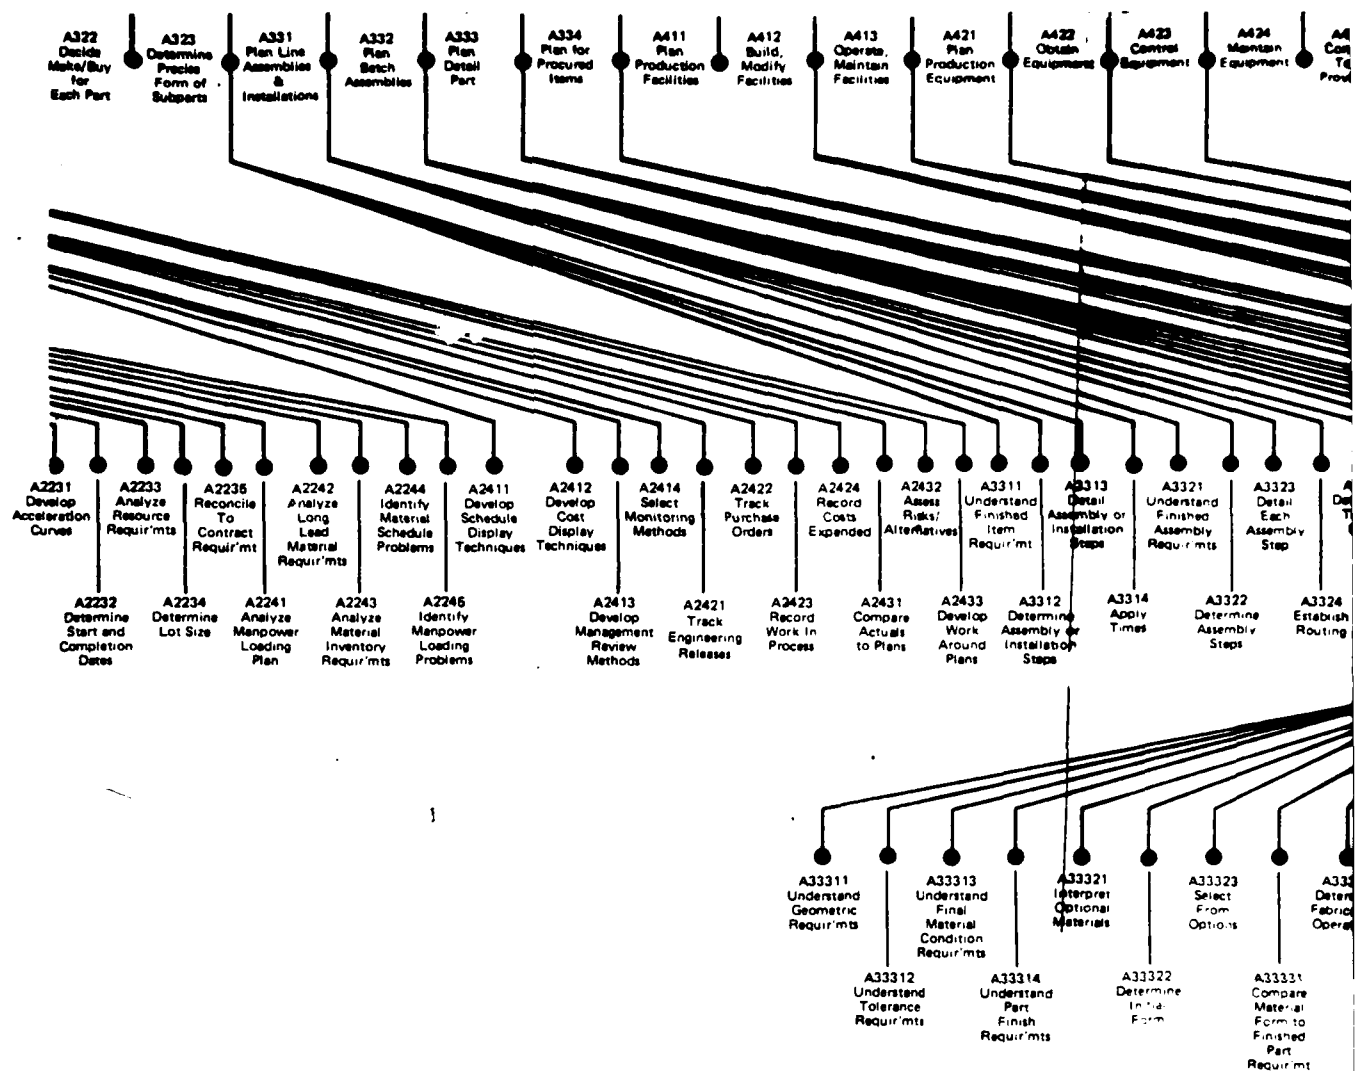 A322
Decide
Make/Buy
for
Each Part
A323
Determine
Precise
Form of
Subparts
A331
Plan Line
Assemblies
&
Installations
A332
Plan
Batch
Assemblies
A333
Plan
Detail
Part
A334
Plan for
Procured
Items
A411
Plan
Production
Facilities
A412
Build,
Modify
Facilities
A413
Operate,
Maintain
Facilities
A421
Plan
Production
Equipment
A422
Obtain
Equipments
A423
Control
Equipment
A424
Maintain
Equipment
A2231
Develop
Acceleration
Curves
A2233
Analyze
Resource
Requir'mts
A2235
Reconcile
To
Contract
Requir'mt
A2242
Analyze
Long
Lead
Material
Requir'mts
A2244
Identify
Material
Schedule
Problems
A2411
Develop
Schedule
Display
Techniques
A2412
Develop
Cost
Display
Techniques
A2414
Select
Monitoring
Methods
A2422
Track
Purchase
Orders
A2424
Record
Costs
Expended
A2432
Assess
Risks/
Alternatives
A3311
Understand
Finished
Item
Requir'mt
A3313
Detail
Assembly or
Installation
Steps
A3321
Understand
Finished
Assembly
Requir'mts
A3323
Detail
Each
Assembly
Step
A2232
Determine
Start and
Completion
Dates
A2234
Determine
Lot Size
A2241
Analyze
Manpower
Loading
Plan
A2243
Analyze
Material
Inventory
Requir'mts
A2245
Identify
Manpower
Loading
Problems
A2413
Develop
Management
Review
Methods
A2421
Track
Engineering
Releases
A2423
Record
Work In
Process
A2431
Compare
Actuals
to Plans
A2433
Develop
Work
Around
Plans
A3312
Determine
Assembly or
Installation
Steps
A3314
Apply
Times
A3322
Determine
Assembly
Steps
A3324
Establish
Routing
A33311
Understand
Geometric
Requir'mts
A33313
Understand
Final
Material
Condition
Requir'mts
A33321
Interpret
Optional
Materials
A33323
Select
From
Options
A33312
Understand
Tolerance
Requir'mts
A33314
Understand
Part
Finish
Requir'mts
A33322
Determine
Initial
Form
A33331
Compare
Material
Form to
Finished
Part
Requir'mt